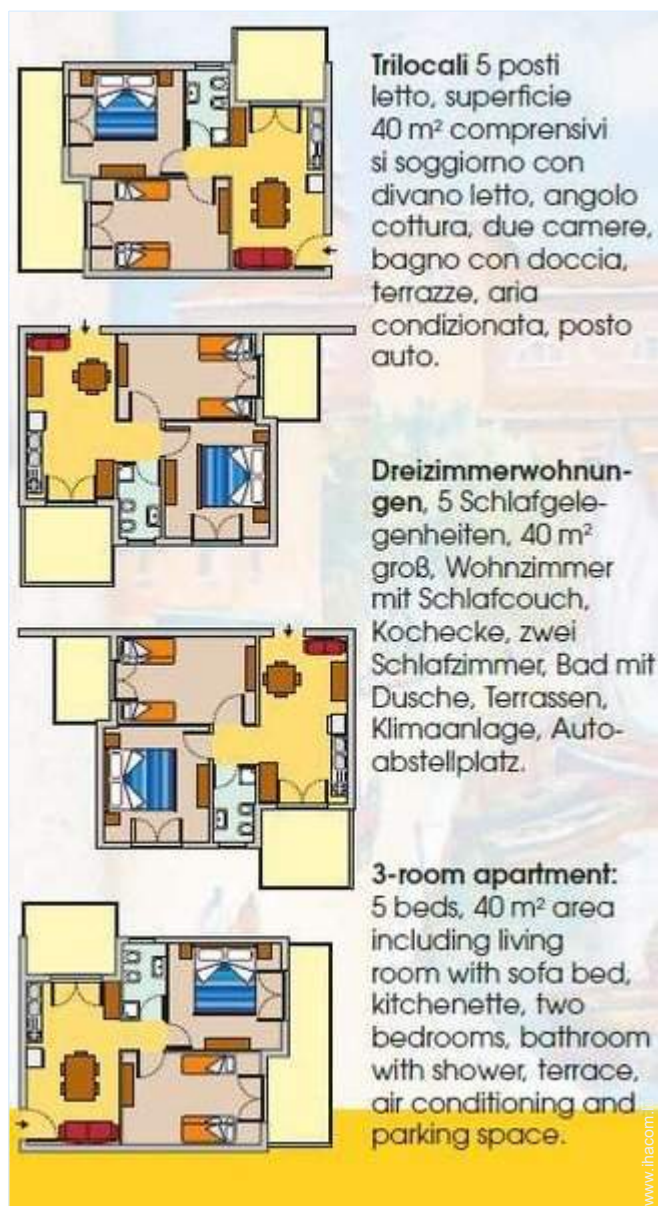 Trilocali 5 posti
letto, superficie
40 m² comprensivi
si soggiorno con
divano letto, angolo
cottura, due camere,
bagno con doccia,
terrazze, aria
condizionata, posto
auto.
Dreizimmerwohnun-
gen, 5 Schlafgele-
genheiten, 40 m²
groß, Wohnzimmer
mit Schlafcouch,
Kochecke, zwei
Schlafzimmer, Bad mit
Dusche, Terrassen,
Klimaanlage, Auto-
abstellplatz.
3-room apartment:
5 beds, 40 m² area
including living
room with sofa bed,
kitchenette, two
bedrooms, bathroom
with shower, terrace,
air conditioning and
parking space.
www.ihacom.